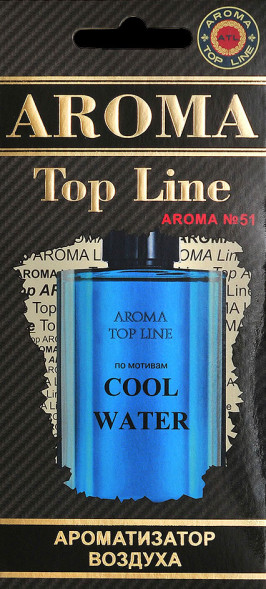 AROMA
ATL
TOP LINE
AROMA
Top Line
AROMA №51
AROMA
TOP LINE
по мотивам
COOL
WATER
АРОМАТИЗАТОР
ВОЗДУХА